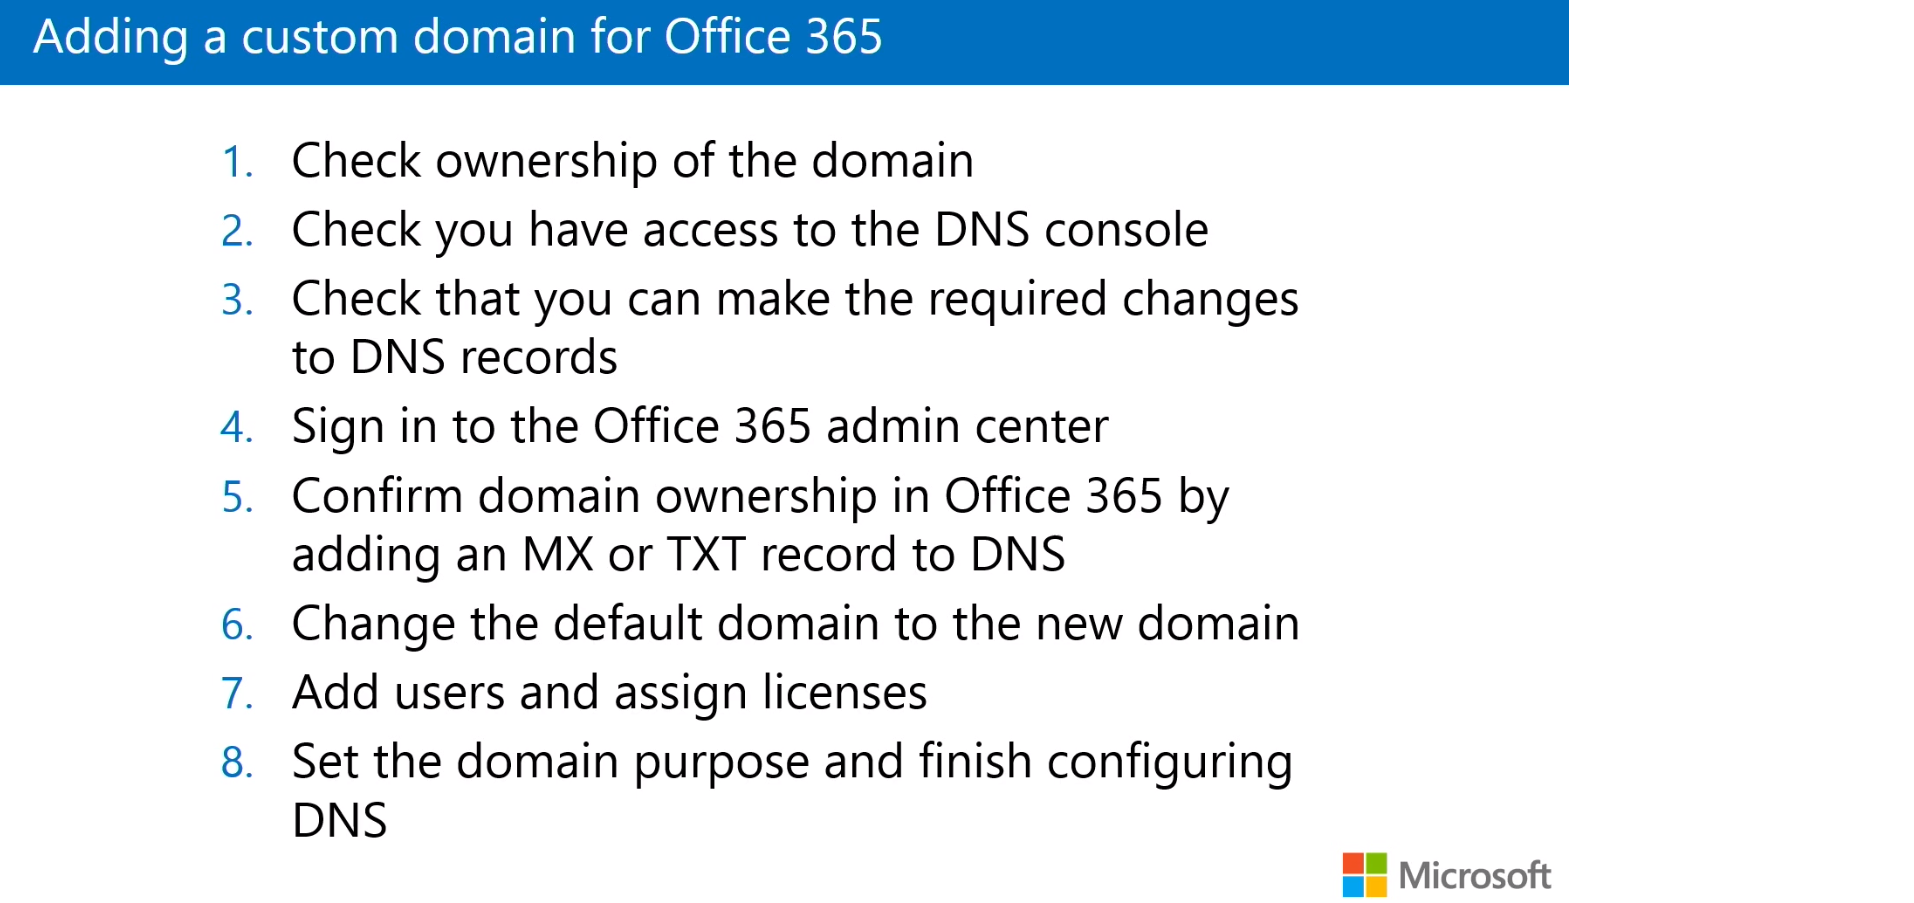 Adding a custom domain for Office 365
1. Check ownership of the domain
2. Check you have access to the DNS console
3. Check that you can make the required changes
to DNS records
4. Sign in to the Office 365 admin center
5. Confirm domain ownership in Office 365 by
adding an MX or TXT record to DNS
6. Change the default domain to the new domain
7. Add users and assign licenses
8. Set the domain purpose and finish configuring
DNS
Microsoft